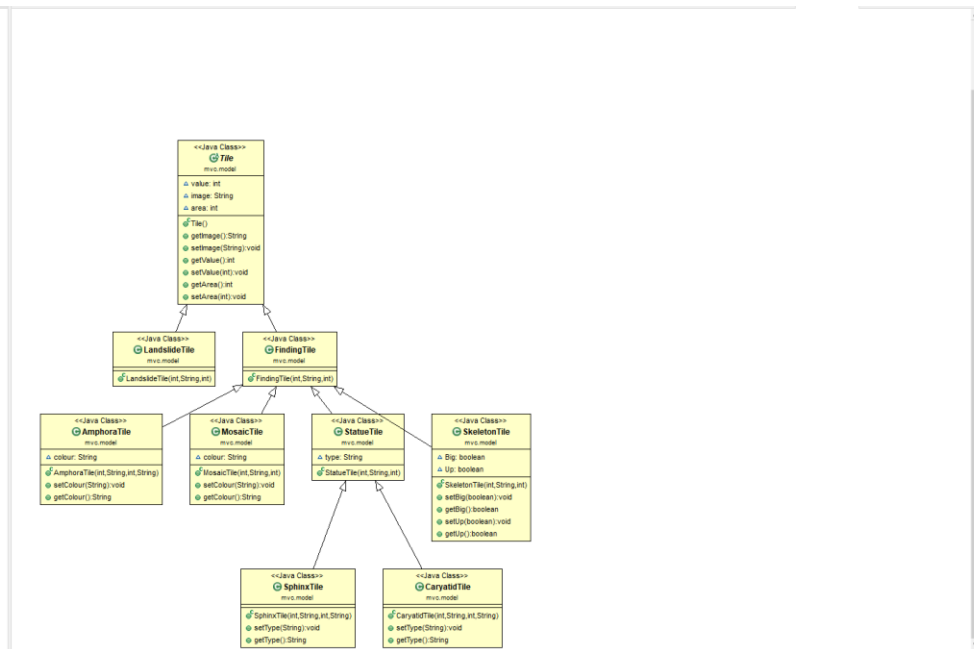 <<Java Class>>
Tile
mvc.model
value: int
image: String
area: int
Tile()
getImage():String
setImage(String):void
getValue():int
setValue(int):void
getArea():int
setArea(int):void
<<Java Class>>
LandslideTile
mvc.model
LandslideTile(int,String,int)
<<Java Class>>
FindingTile
mvc.model
FindingTile(int,String,int)
<<Java Class>>
AmphoraTile
mvc.model
colour: String
AmphoraTile(int,String,int,String)
setColour(String):void
getColour():String
<<Java Class>>
MosaicTile
mvc.model
colour: String
MosaicTile(int,String,int)
setColour(String):void
getColour():String
<<Java Class>>
StatueTile
mvc.model
type: String
StatueTile(int,String,int)
<<Java Class>>
SkeletonTile
mvc.model
Big: boolean
Up: boolean
SkeletonTile(int,String,int)
setBig(boolean):void
getBig():boolean
setUp(boolean):void
getUp():boolean
<<Java Class>>
SphinxTile
mvc.model
SphinxTile(int,String,int,String)
setType(String):void
getType():String
<<Java Class>>
CaryatidTile
mvc.model
CaryatidTile(int,String,int,String)
setType(String):void
getType():String